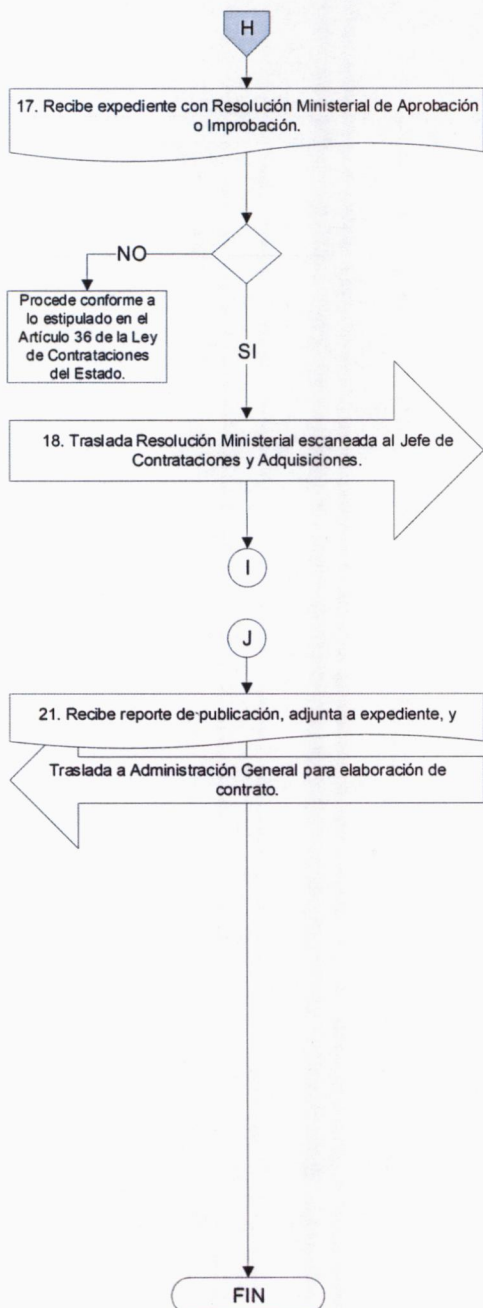 H
17. Recibe expediente con Resolución Ministerial de Aprobación
o Improbación.
NO
Procede conforme a
lo estipulado en el
Artículo 36 de la Ley
de Contrataciones
del Estado.
SI
18. Traslada Resolución Ministerial escaneada al Jefe de
Contrataciones y Adquisiciones.
I
J
21. Recibe reporte de publicación, adjunta a expediente, y
Traslada a Administración General para elaboración de
contrato.
FIN